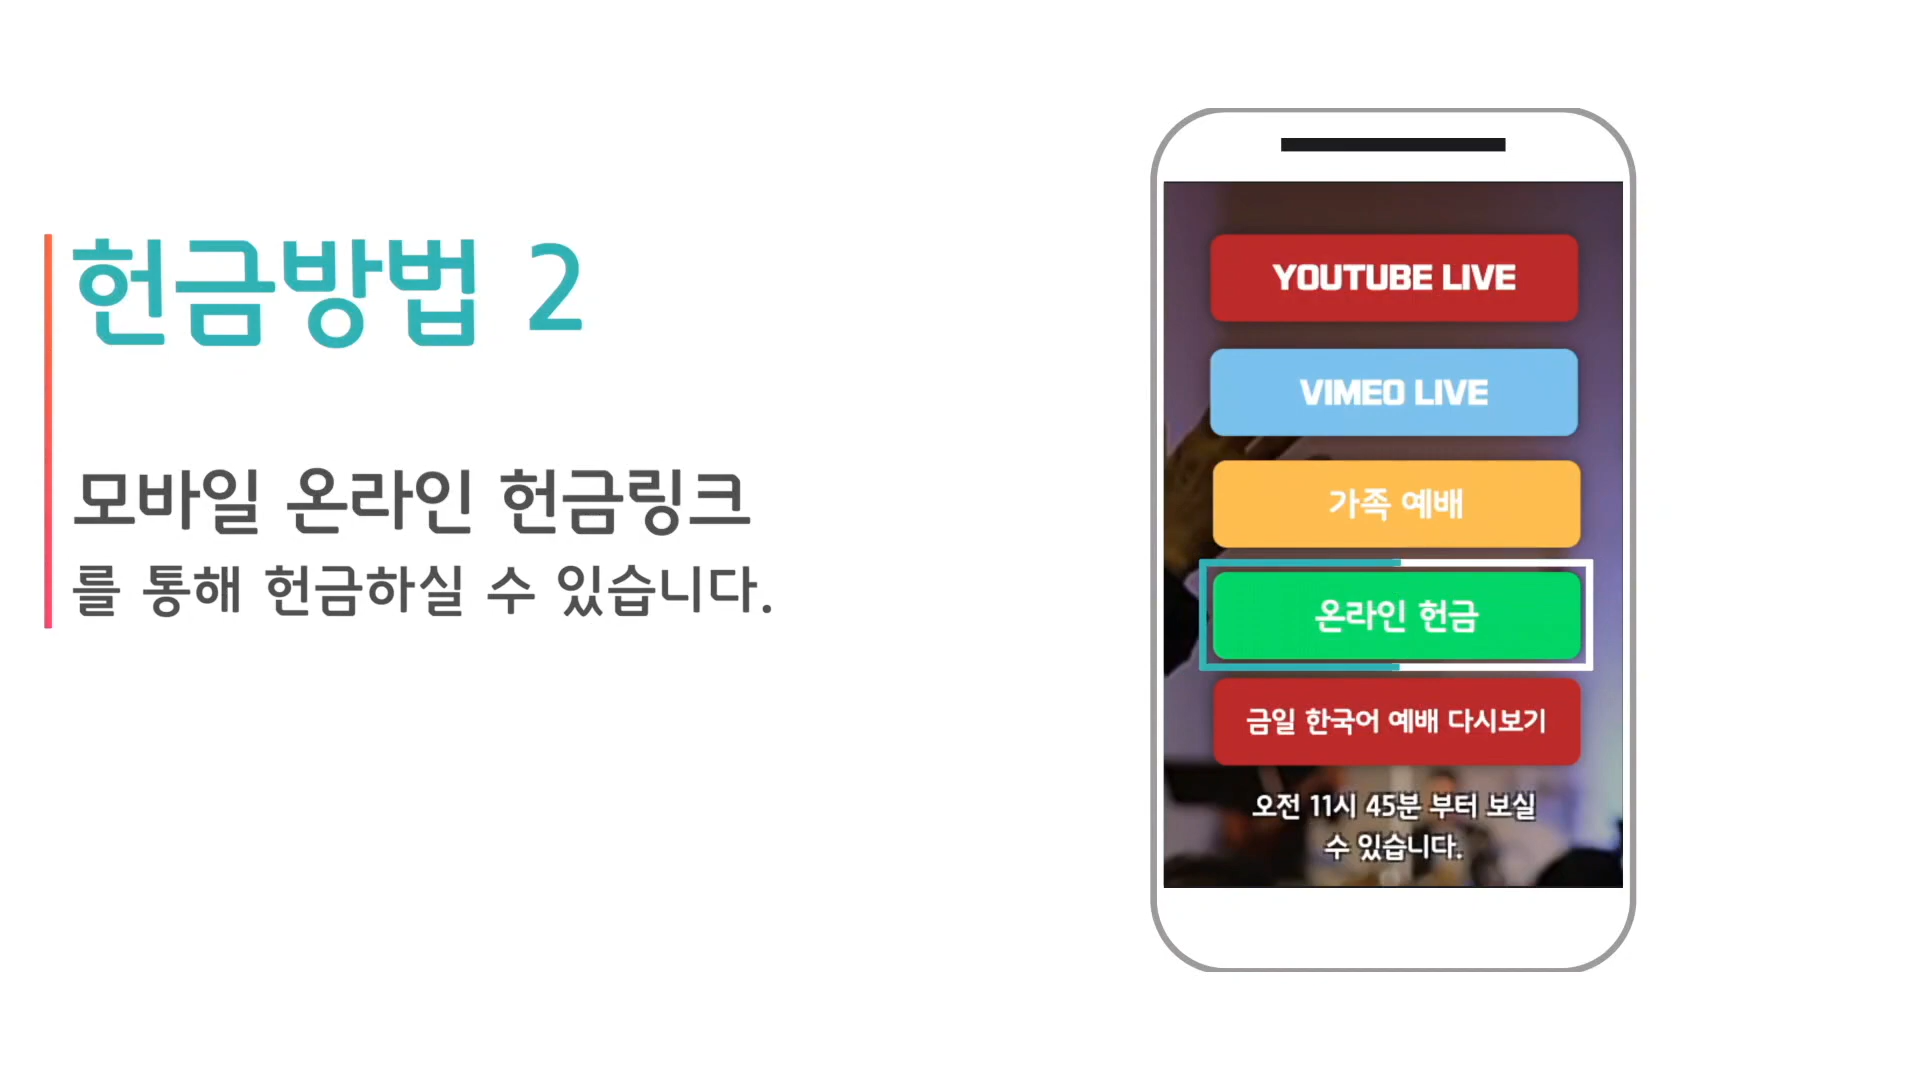 헌금방법 2
모바일 온라인 헌금링크
를 통해 헌금하실 수 있습니다.
YOUTUBE LIVE
VIMEO LIVE
가족 예배
온라인 헌금
금일 한국어 예배 다시보기
오전 11시 45분 부터 보실
수 있습니다.